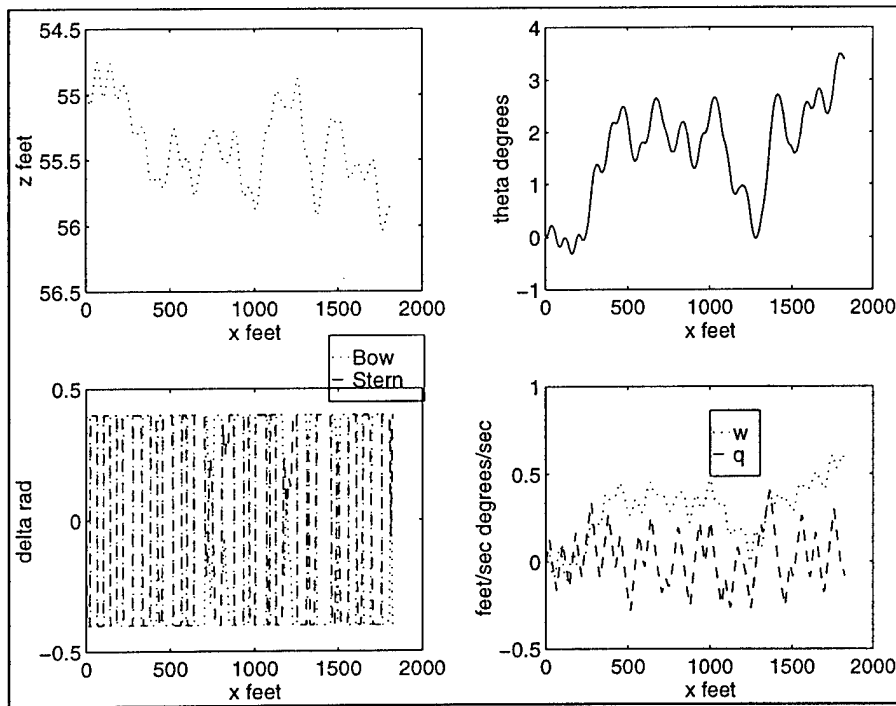 54.5
55
55.5
56
56.5
z feet
0 500 1000 1500 2000
x feet
4
3
2
1
0
-1
theta degrees
0 500 1000 1500 2000
x feet
Bow
Stern
0.5
0
-0.5
delta rad
0 500 1000 1500 2000
x feet
w
q
1
0.5
0
-0.5
feet/sec degrees/sec
0 500 1000 1500 2000
x feet